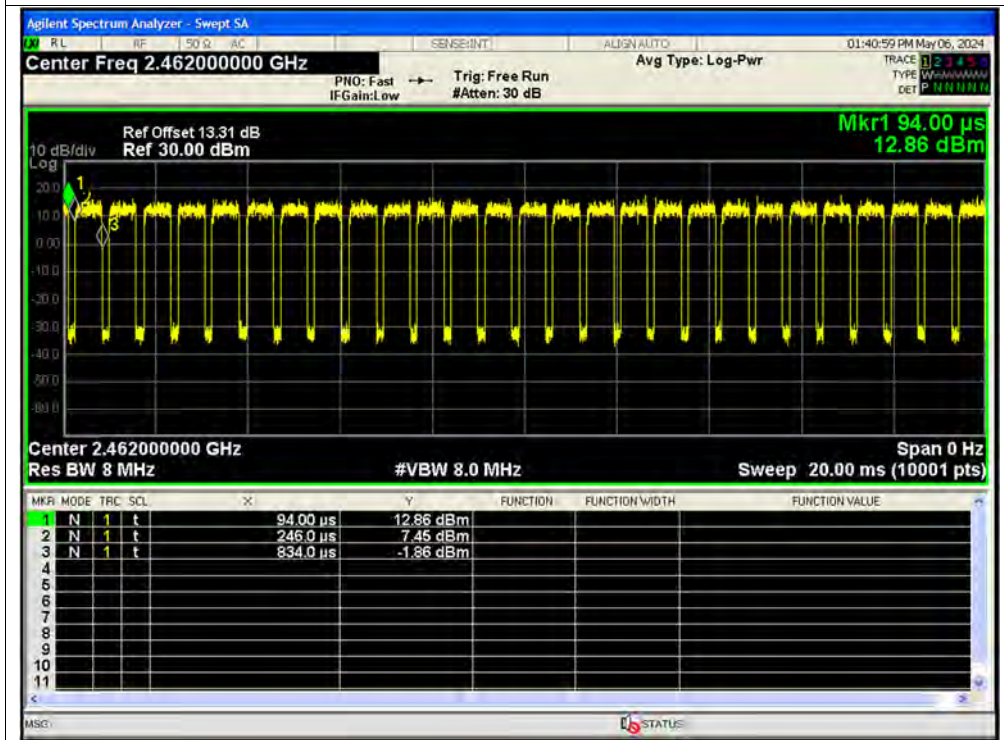 Agilent Spectrum Analyzer - Swept SA
RL RF 50 Ω AC SENSE:INT ALIGN AUTO 01:40:59 PM May 06, 2024
Center Freq 2.462000000 GHz Avg Type: Log-Pwr TRACE 1 2 3 4 5 6
PNO: Fast Trig: Free Run TYPE W
IFGain:Low #Atten: 30 dB DET P N N N N N
Mkr1 94.00 µs
12.86 dBm
Ref Offset 13.31 dB
10 dB/div Ref 30.00 dBm
Log
20.0
10.0
0.00
-10.0
-20.0
-30.0
-40.0
-50.0
-60.0
1
2
3
Center 2.462000000 GHz Span 0 Hz
Res BW 8 MHz #VBW 8.0 MHz Sweep 20.00 ms (10001 pts)
MKR MODE TRC SCL X Y FUNCTION FUNCTION WIDTH FUNCTION VALUE
1 N 1 t 94.00 µs 12.86 dBm
2 N 1 t 246.0 µs 7.45 dBm
3 N 1 t 834.0 µs -1.86 dBm
4
5
6
7
8
9
10
11
MSG STATUS